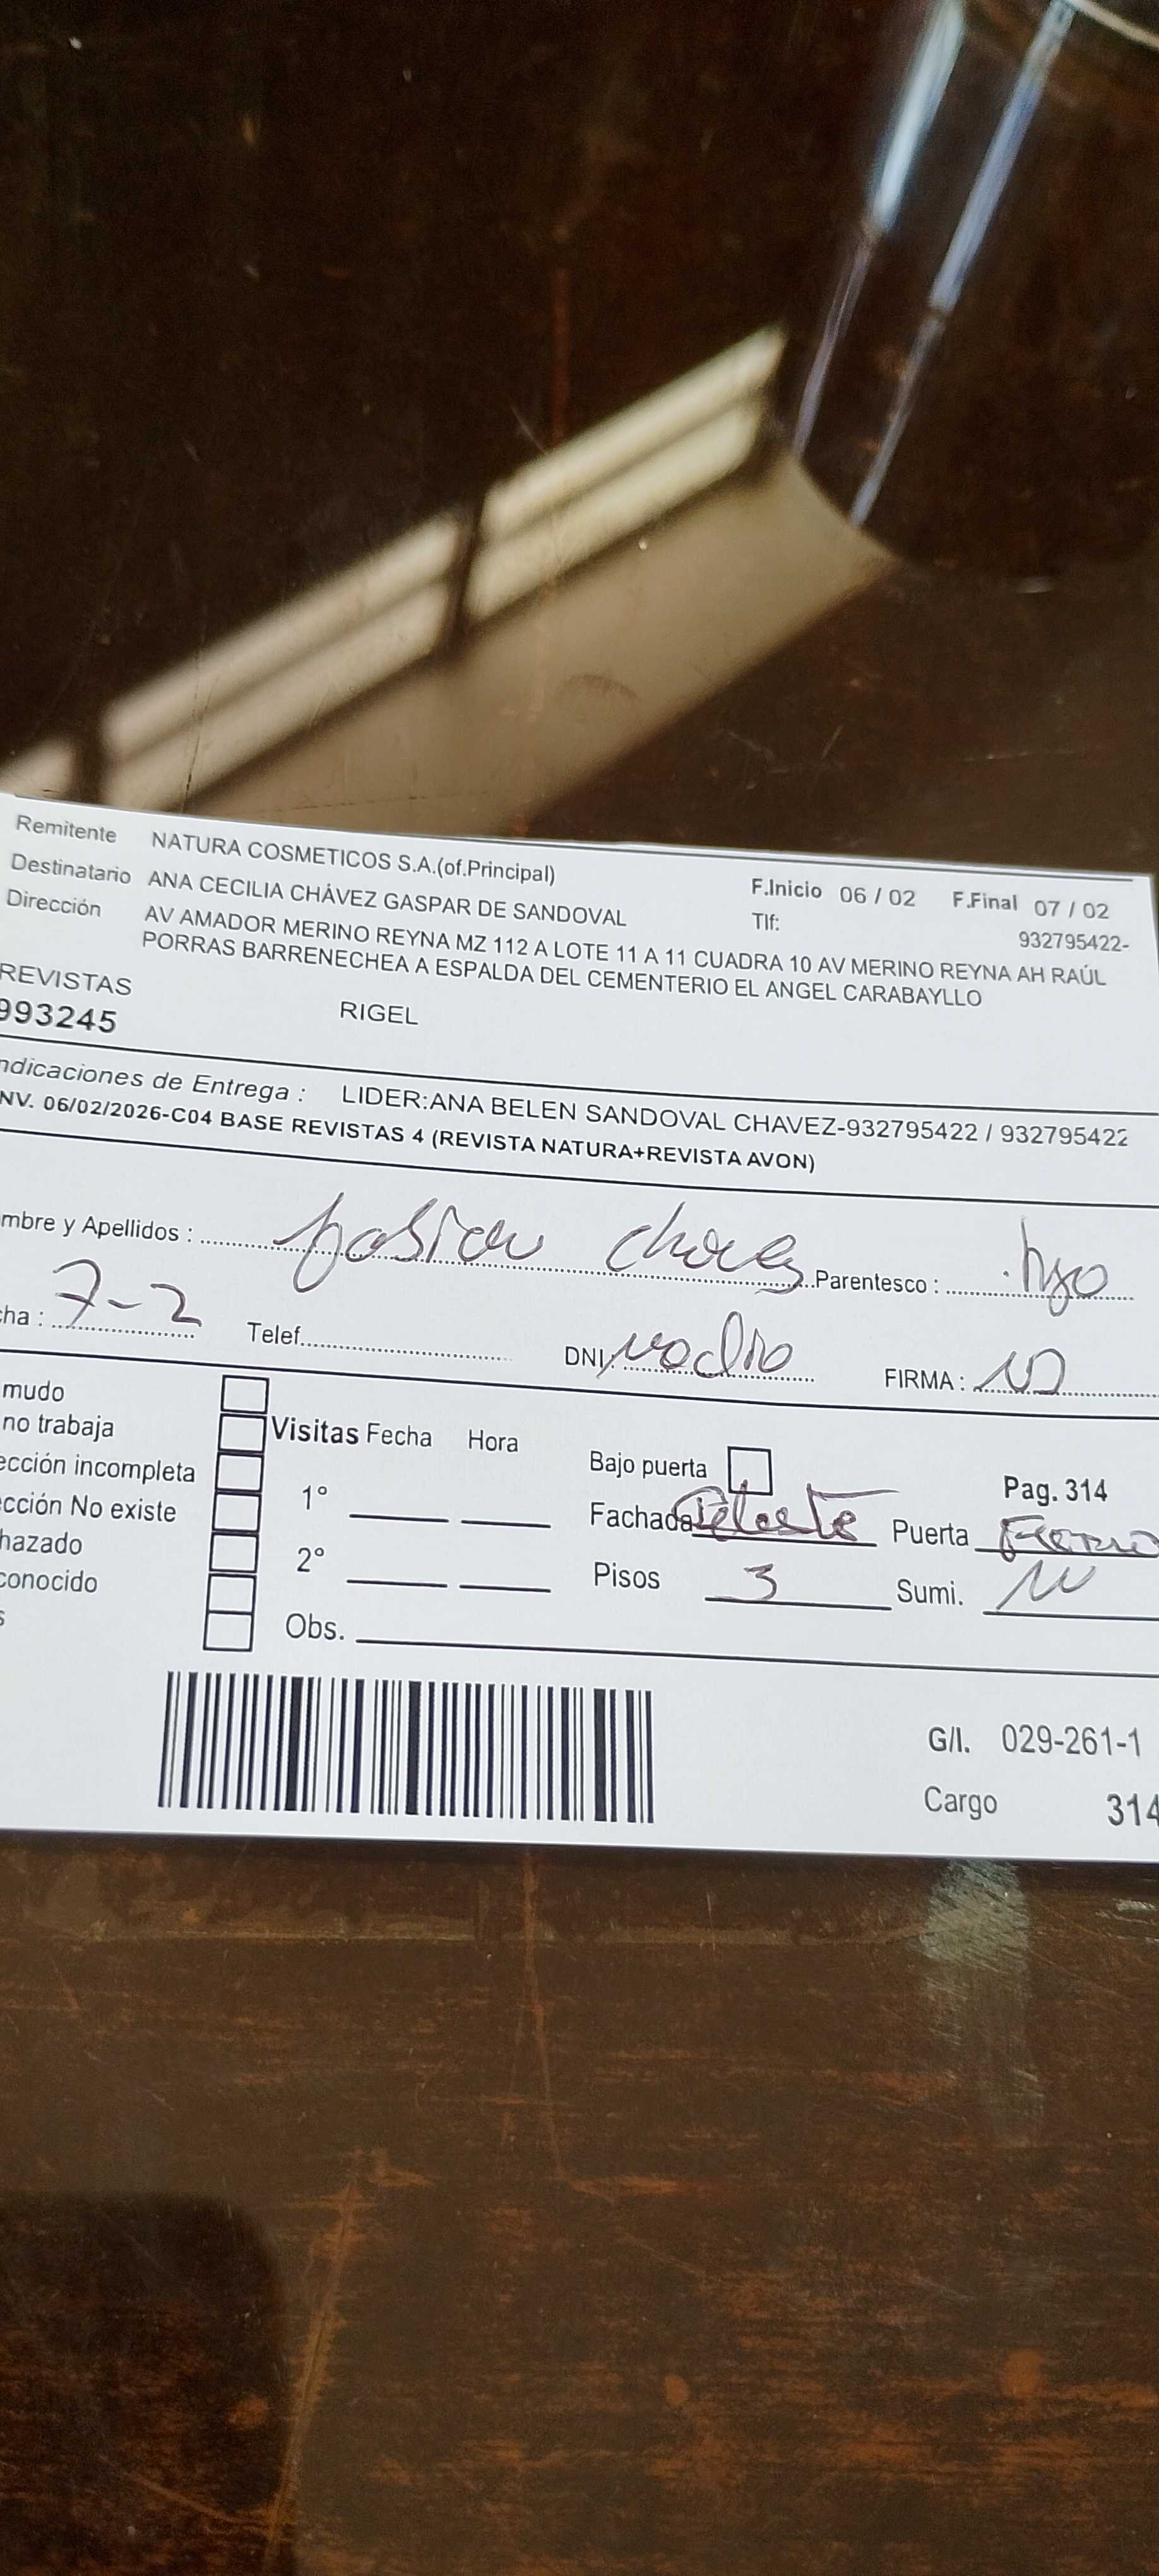 Remitente NATURA COSMETICOS S.A.(of.Principal)
Destinatario ANA CECILIA CHÁVEZ GASPAR DE SANDOVAL F.Inicio 06 / 02 F.Final 07 / 02
Dirección AV AMADOR MERINO REYNA MZ 112 A LOTE 11 A 11 CUADRA 10 AV MERINO REYNA AH RAÚL Tlf: 932795422-
PORRAS BARRENECHEA A ESPALDA DEL CEMENTERIO EL ANGEL CARABAYLLO
REVISTAS
993245 RIGEL
ndicaciones de Entrega : LIDER:ANA BELEN SANDOVAL CHAVEZ-932795422 / 932795422
NV. 06/02/2026-C04 BASE REVISTAS 4 (REVISTA NATURA+REVISTA AVON)
mbre y Apellidos : Parentesco : hijo
cha : 7-2 Telef. DNI: FIRMA :
mudo
no trabaja Visitas Fecha Hora
ección incompleta Bajo puerta Pag. 314
ección No existe 1° Fachada Celeste Puerta Fierro
hazado 2° Pisos 3 Sumi.
conocido
s Obs.
G/I. 029-261-1
Cargo 314